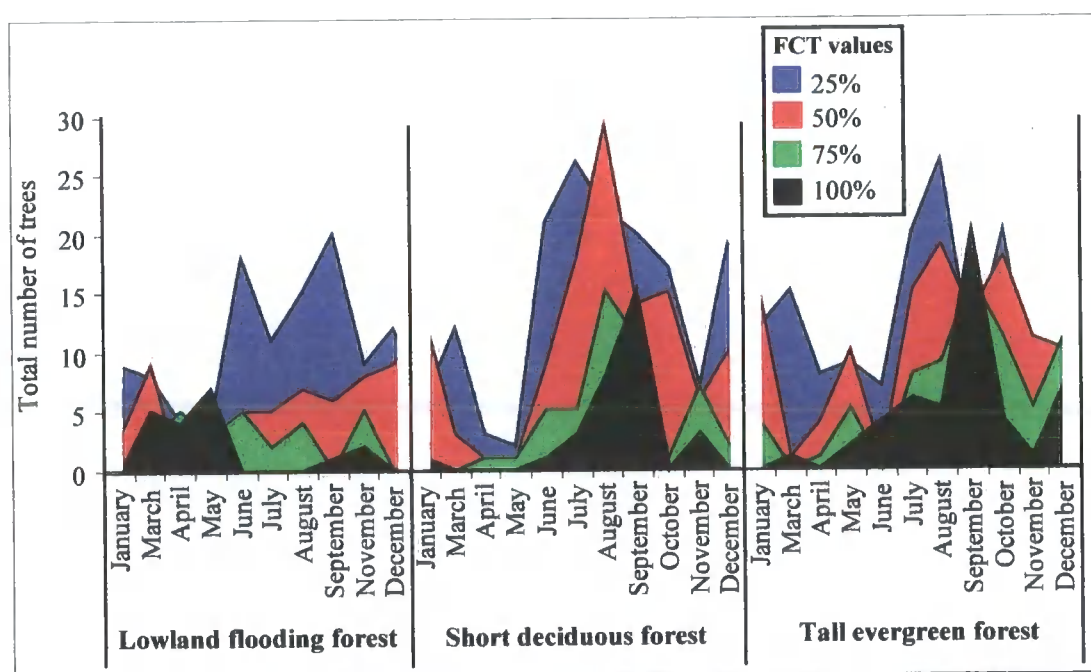 FCT values
25%
50%
75%
100%
Total number of trees
30
25
20
15
10
5
0
January
March
April
May
June
July
August
September
November
December
January
March
April
May
June
July
August
September
October
November
December
January
March
April
May
June
July
August
September
October
November
December
Lowland flooding forest
Short deciduous forest
Tall evergreen forest